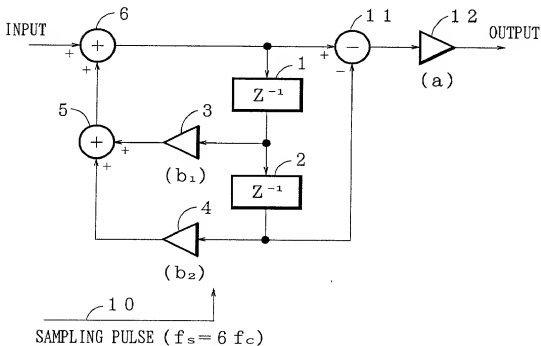 6
INPUT
+
+
+
1
Z⁻¹
+
−
−
11
12
(a)
OUTPUT
5
+
+
+
3
(b₁)
2
Z⁻¹
4
(b₂)
10
SAMPLING PULSE (fₛ=6fc)